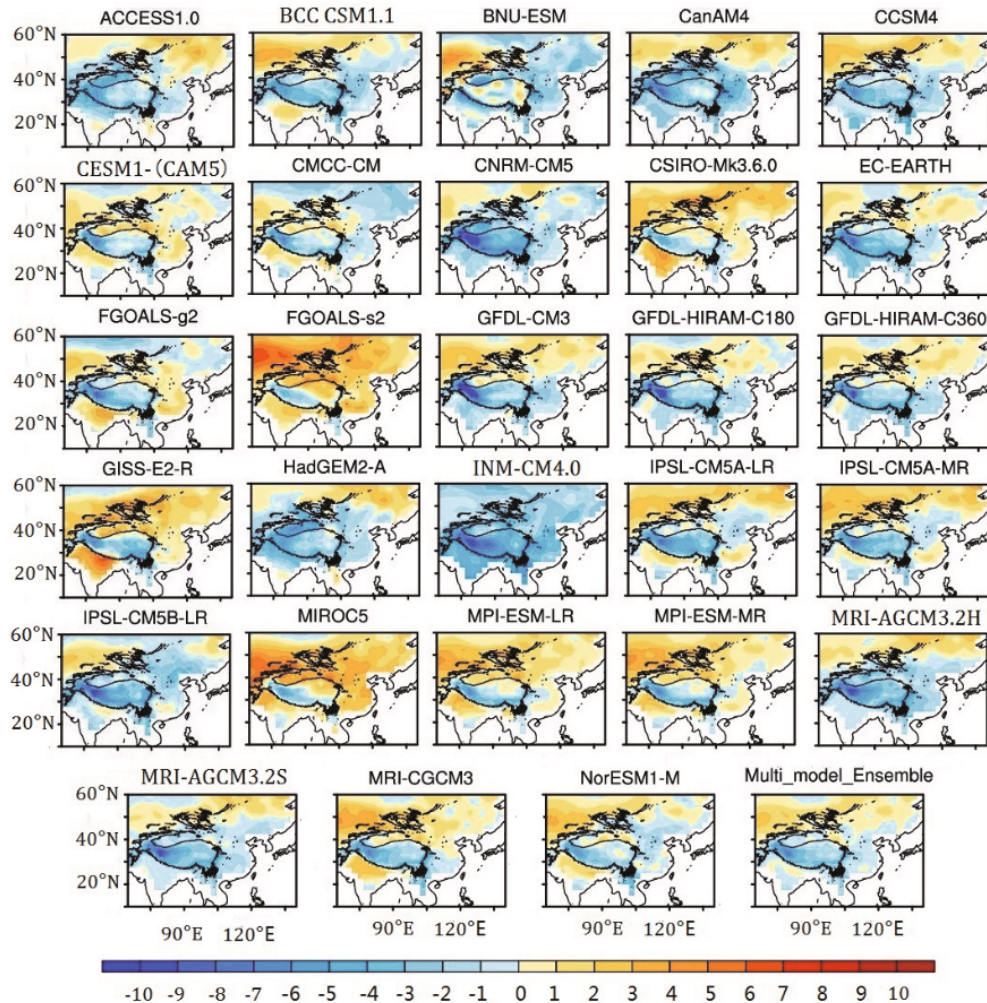 ACCESS1.0 BCC CSM1.1 BNU-ESM CanAM4 CCSM4
60°N
40°N
20°N
CESM1-(CAM5) CMCC-CM CNRM-CM5 CSIRO-Mk3.6.0 EC-EARTH
60°N
40°N
20°N
FGOALS-g2 FGOALS-s2 GFDL-CM3 GFDL-HIRAM-C180 GFDL-HIRAM-C360
60°N
40°N
20°N
GISS-E2-R HadGEM2-A INM-CM4.0 IPSL-CM5A-LR IPSL-CM5A-MR
60°N
40°N
20°N
IPSL-CM5B-LR MIROC5 MPI-ESM-LR MPI-ESM-MR MRI-AGCM3.2H
60°N
40°N
20°N
MRI-AGCM3.2S MRI-CGCM3 NorESM1-M Multi_model_Ensemble
60°N
40°N
20°N
90°E 120°E 90°E 120°E 90°E 120°E 90°E 120°E
-10 -9 -8 -7 -6 -5 -4 -3 -2 -1 0 1 2 3 4 5 6 7 8 9 10